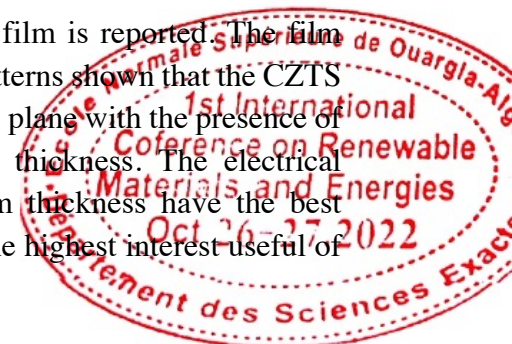 film is reported. The film
tterns shown that the CZTS
plane with the presence of
thickness. The electrical
m thickness have the best
e highest interest useful of
Normale Supérieure de Ouargla-Alg
1st International
Coference on Renewable
Materials and Energies
Oct 26-27 2022
Département des Sciences Exacte